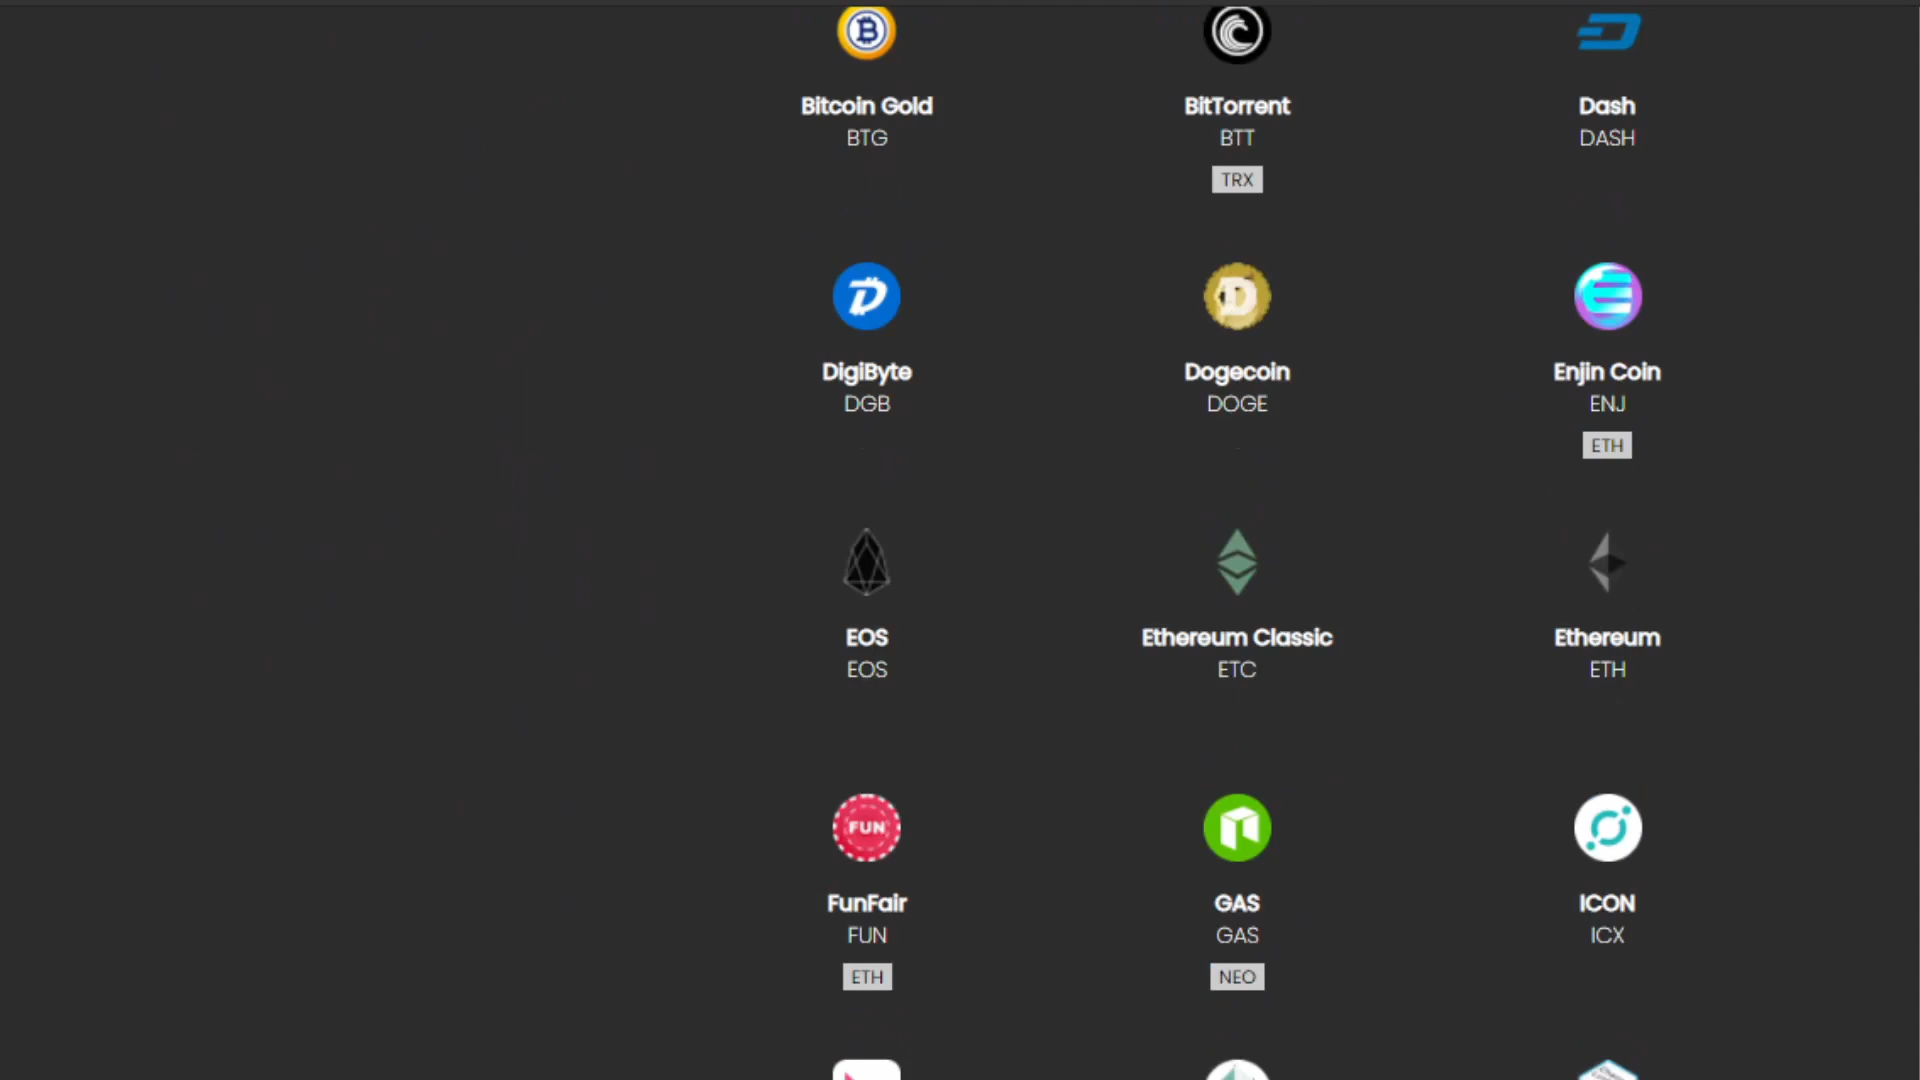 Bitcoin Gold
BTG
BitTorrent
BTT
TRX
Dash
DASH
DigiByte
DGB
Dogecoin
DOGE
Enjin Coin
ENJ
ETH
EOS
EOS
Ethereum Classic
ETC
Ethereum
ETH
FUN
FunFair
FUN
ETH
GAS
GAS
NEO
ICON
ICX